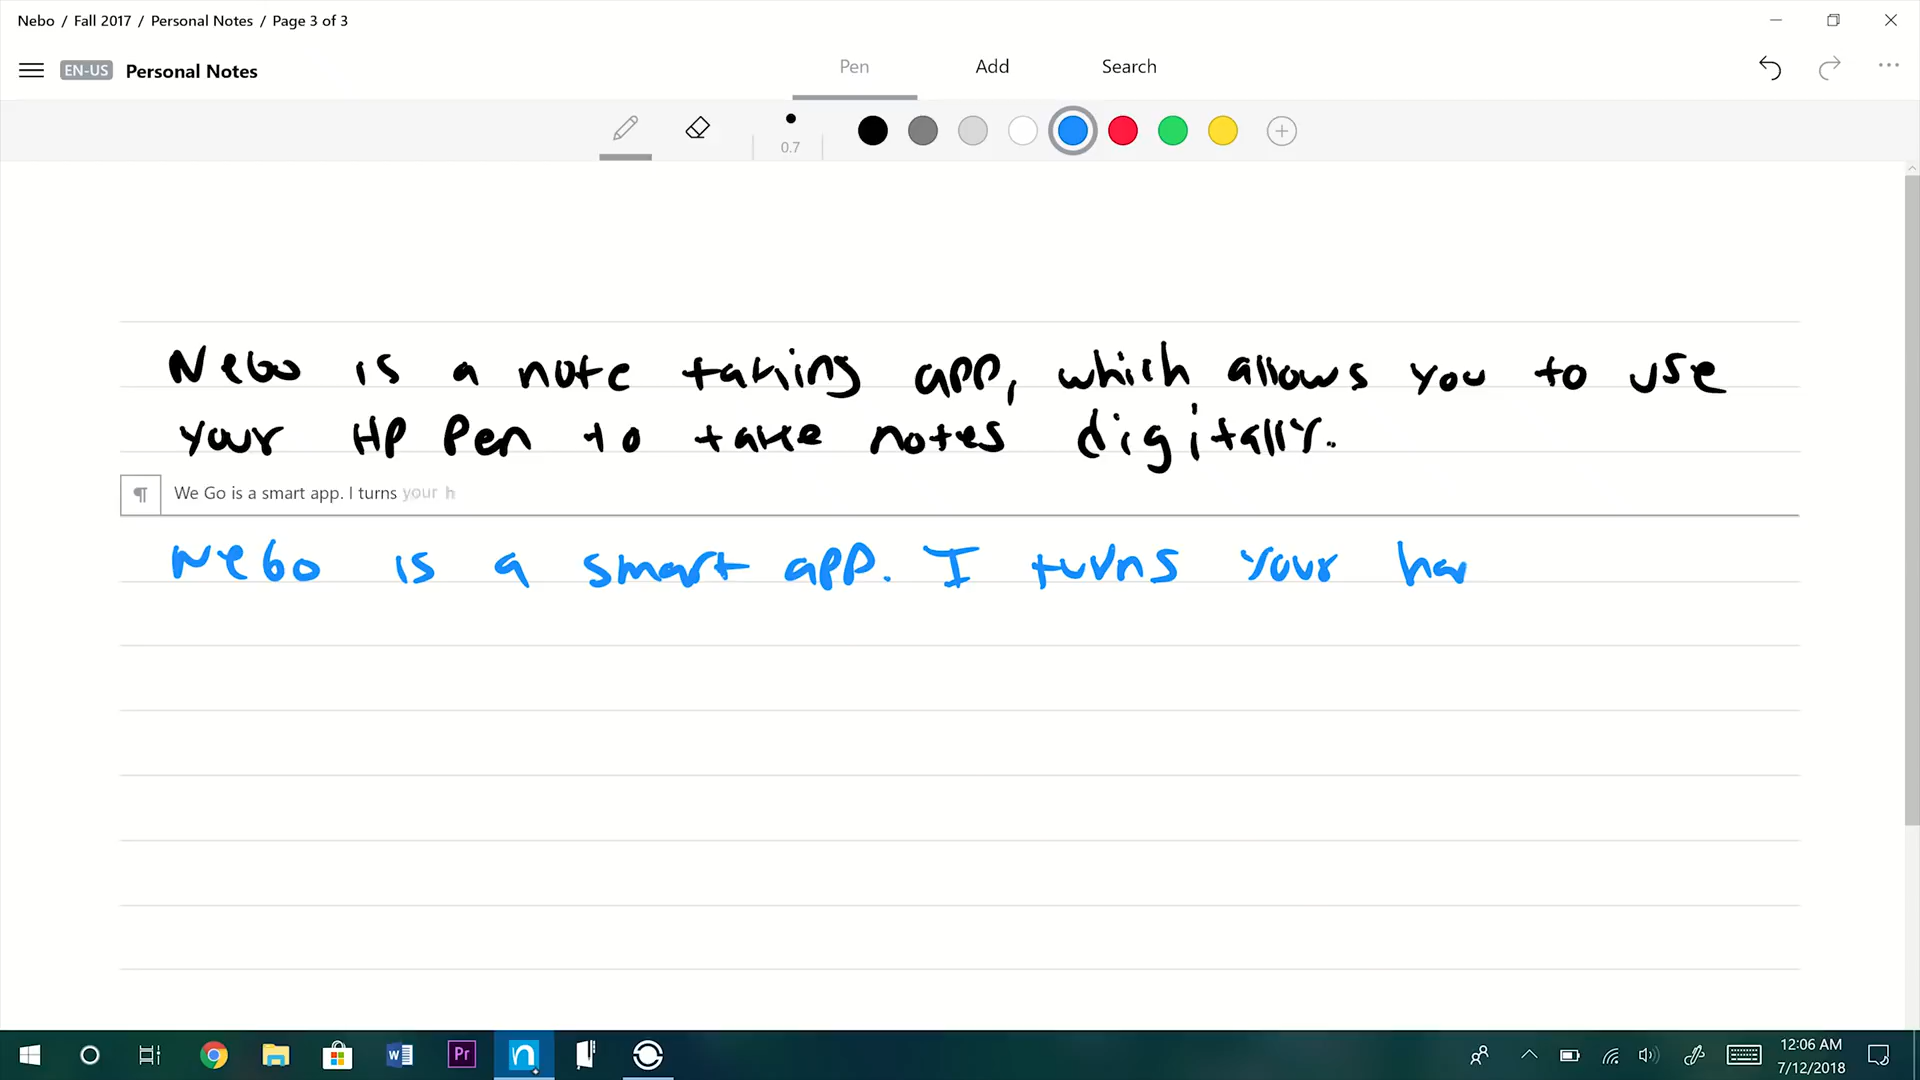 Nebo / Fall 2017 / Personal Notes / Page 3 of 3
EN-US Personal Notes
Pen Add Search
0.7
Nebo is a note taking app, which allows you to use
your HP Pen to take notes digitally.
¶ We Go is a smart app. I turns your h
Nebo is a smart app. I turns your har
W Pr n
12:06 AM
7/12/2018